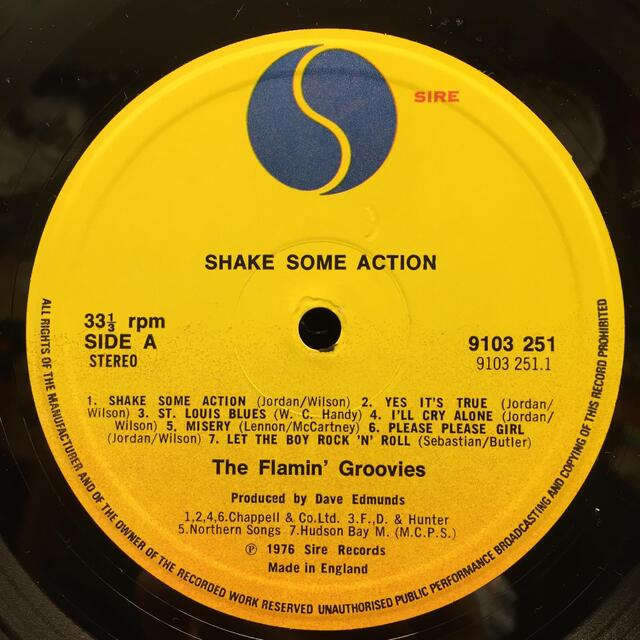 SIRE
SHAKE SOME ACTION
33⅓ rpm
SIDE A
STEREO
9103 251
9103 251.1
1. SHAKE SOME ACTION (Jordan/Wilson) 2. YES IT'S TRUE (Jordan/
Wilson) 3. ST. LOUIS BLUES (W. C. Handy) 4. I'LL CRY ALONE (Jordan/
Wilson) 5. MISERY (Lennon/McCartney) 6. PLEASE PLEASE GIRL
(Jordan/Wilson) 7. LET THE BOY ROCK 'N' ROLL (Sebastian/Butler)
The Flamin' Groovies
Produced by Dave Edmunds
1,2,4,6.Chappell & Co.Ltd. 3.F.,D. & Hunter
5.Northern Songs 7.Hudson Bay M. (M.C.P.S.)
℗ 1976 Sire Records
Made in England
ALL RIGHTS OF THE MANUFACTURER AND OF THE OWNER OF THE RECORDED WORK RESERVED UNAUTHORISED PUBLIC PERFORMANCE BROADCASTING AND COPYING OF THIS RECORD PROHIBITED